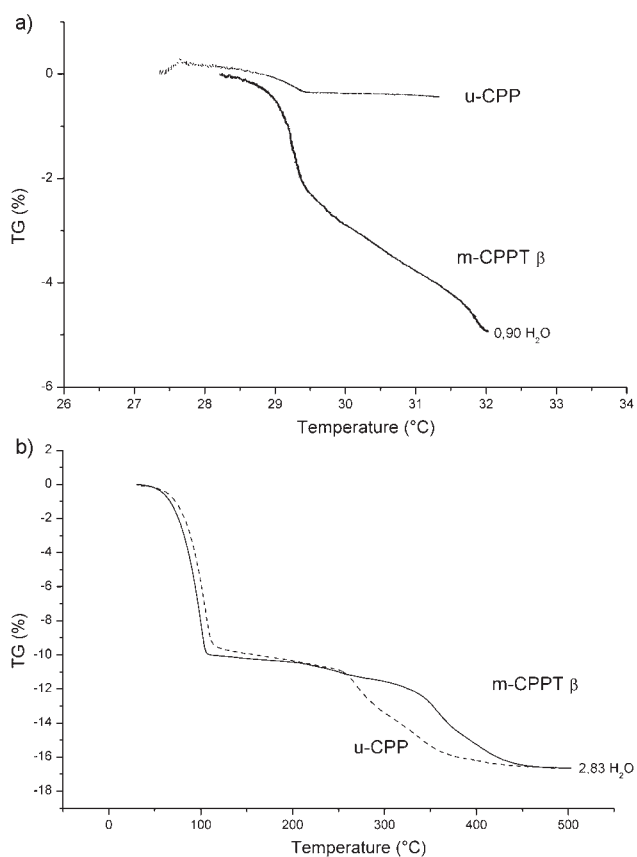 a)
0
-2
-4
-6
TG (%)
u-CPP
m-CPPT β
0,90 H₂O
26 27 28 29 30 31 32 33 34
Temperature (°C)
b)
2
0
-2
-4
-6
-8
-10
-12
-14
-16
-18
TG (%)
m-CPPT β
u-CPP
2,83 H₂O
0 100 200 300 400 500
Temperature (°C)